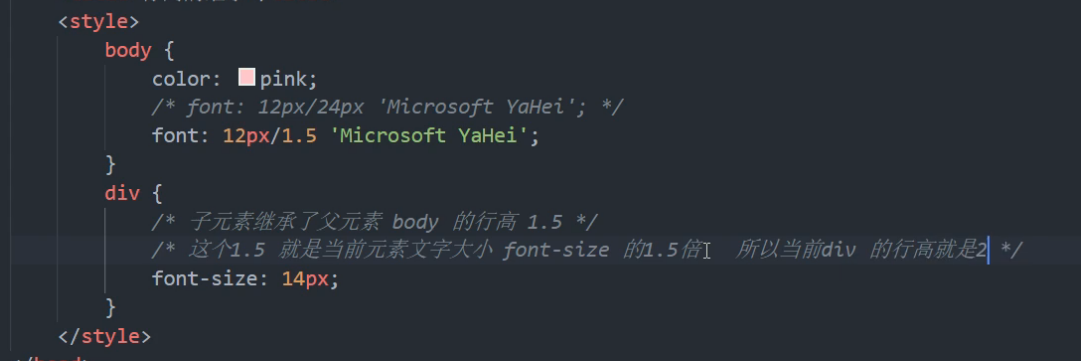 <style>
body {
color: pink;
/* font: 12px/24px 'Microsoft YaHei'; */
font: 12px/1.5 'Microsoft YaHei';
}
div {
/* 子元素继承了父元素 body 的行高 1.5 */
/* 这个1.5 就是当前元素文字大小 font-size 的1.5倍 所以当前div 的行高就是2 */
font-size: 14px;
}
</style>